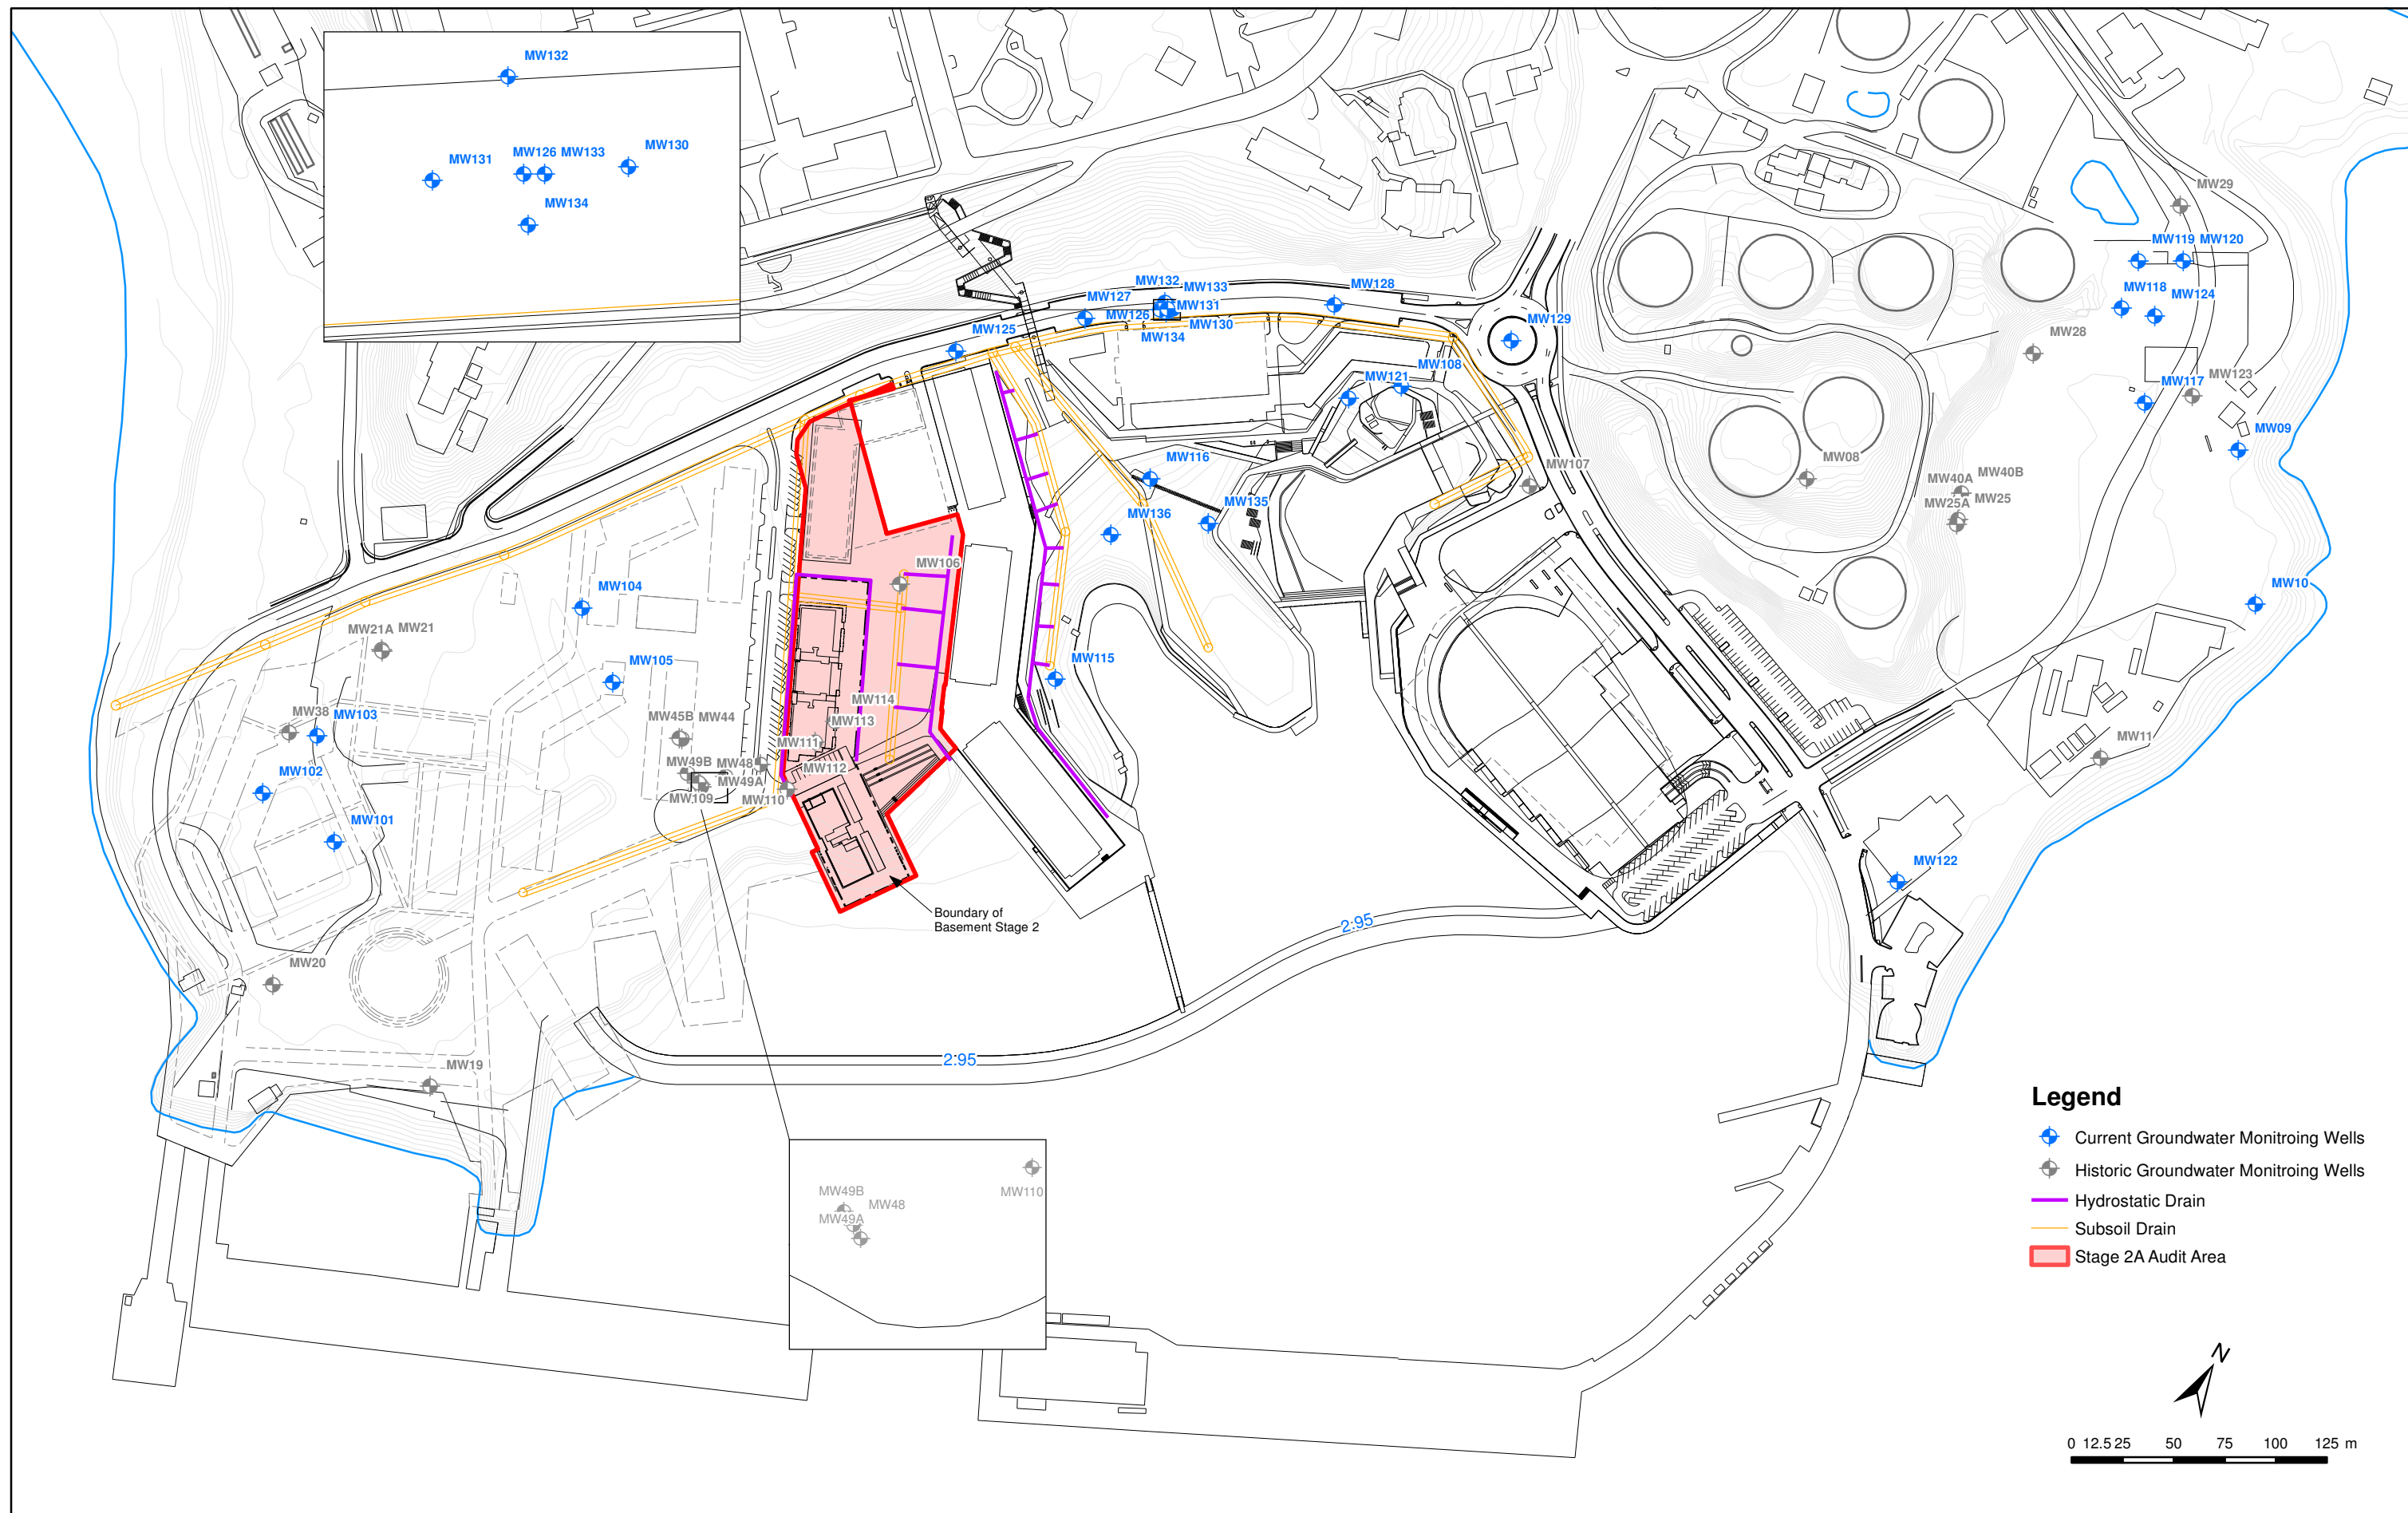 MW132
MW131
MW126
MW133
MW130
MW134
MW29
MW119
MW120
MW118
MW124
MW28
MW123
MW117
MW09
MW10
MW11
MW122
MW132
MW133
MW127
MW131
MW126
MW130
MW134
MW128
MW129
MW125
MW108
MW121
MW116
MW107
MW08
MW40A
MW40B
MW25A
MW25
MW135
MW136
MW106
MW104
MW21A
MW21
MW105
MW115
MW38
MW103
MW45B
MW44
MW114
MW113
MW111
MW112
MW49B
MW48
MW49A
MW109
MW110
MW102
MW101
Boundary of
Basement Stage 2
2.95
MW20
MW19
2.95
MW49B
MW48
MW49A
MW110
Legend
Current Groundwater Monitroing Wells
Historic Groundwater Monitroing Wells
Hydrostatic Drain
Subsoil Drain
Stage 2A Audit Area
N
0 12.5 25 50 75 100 125 m